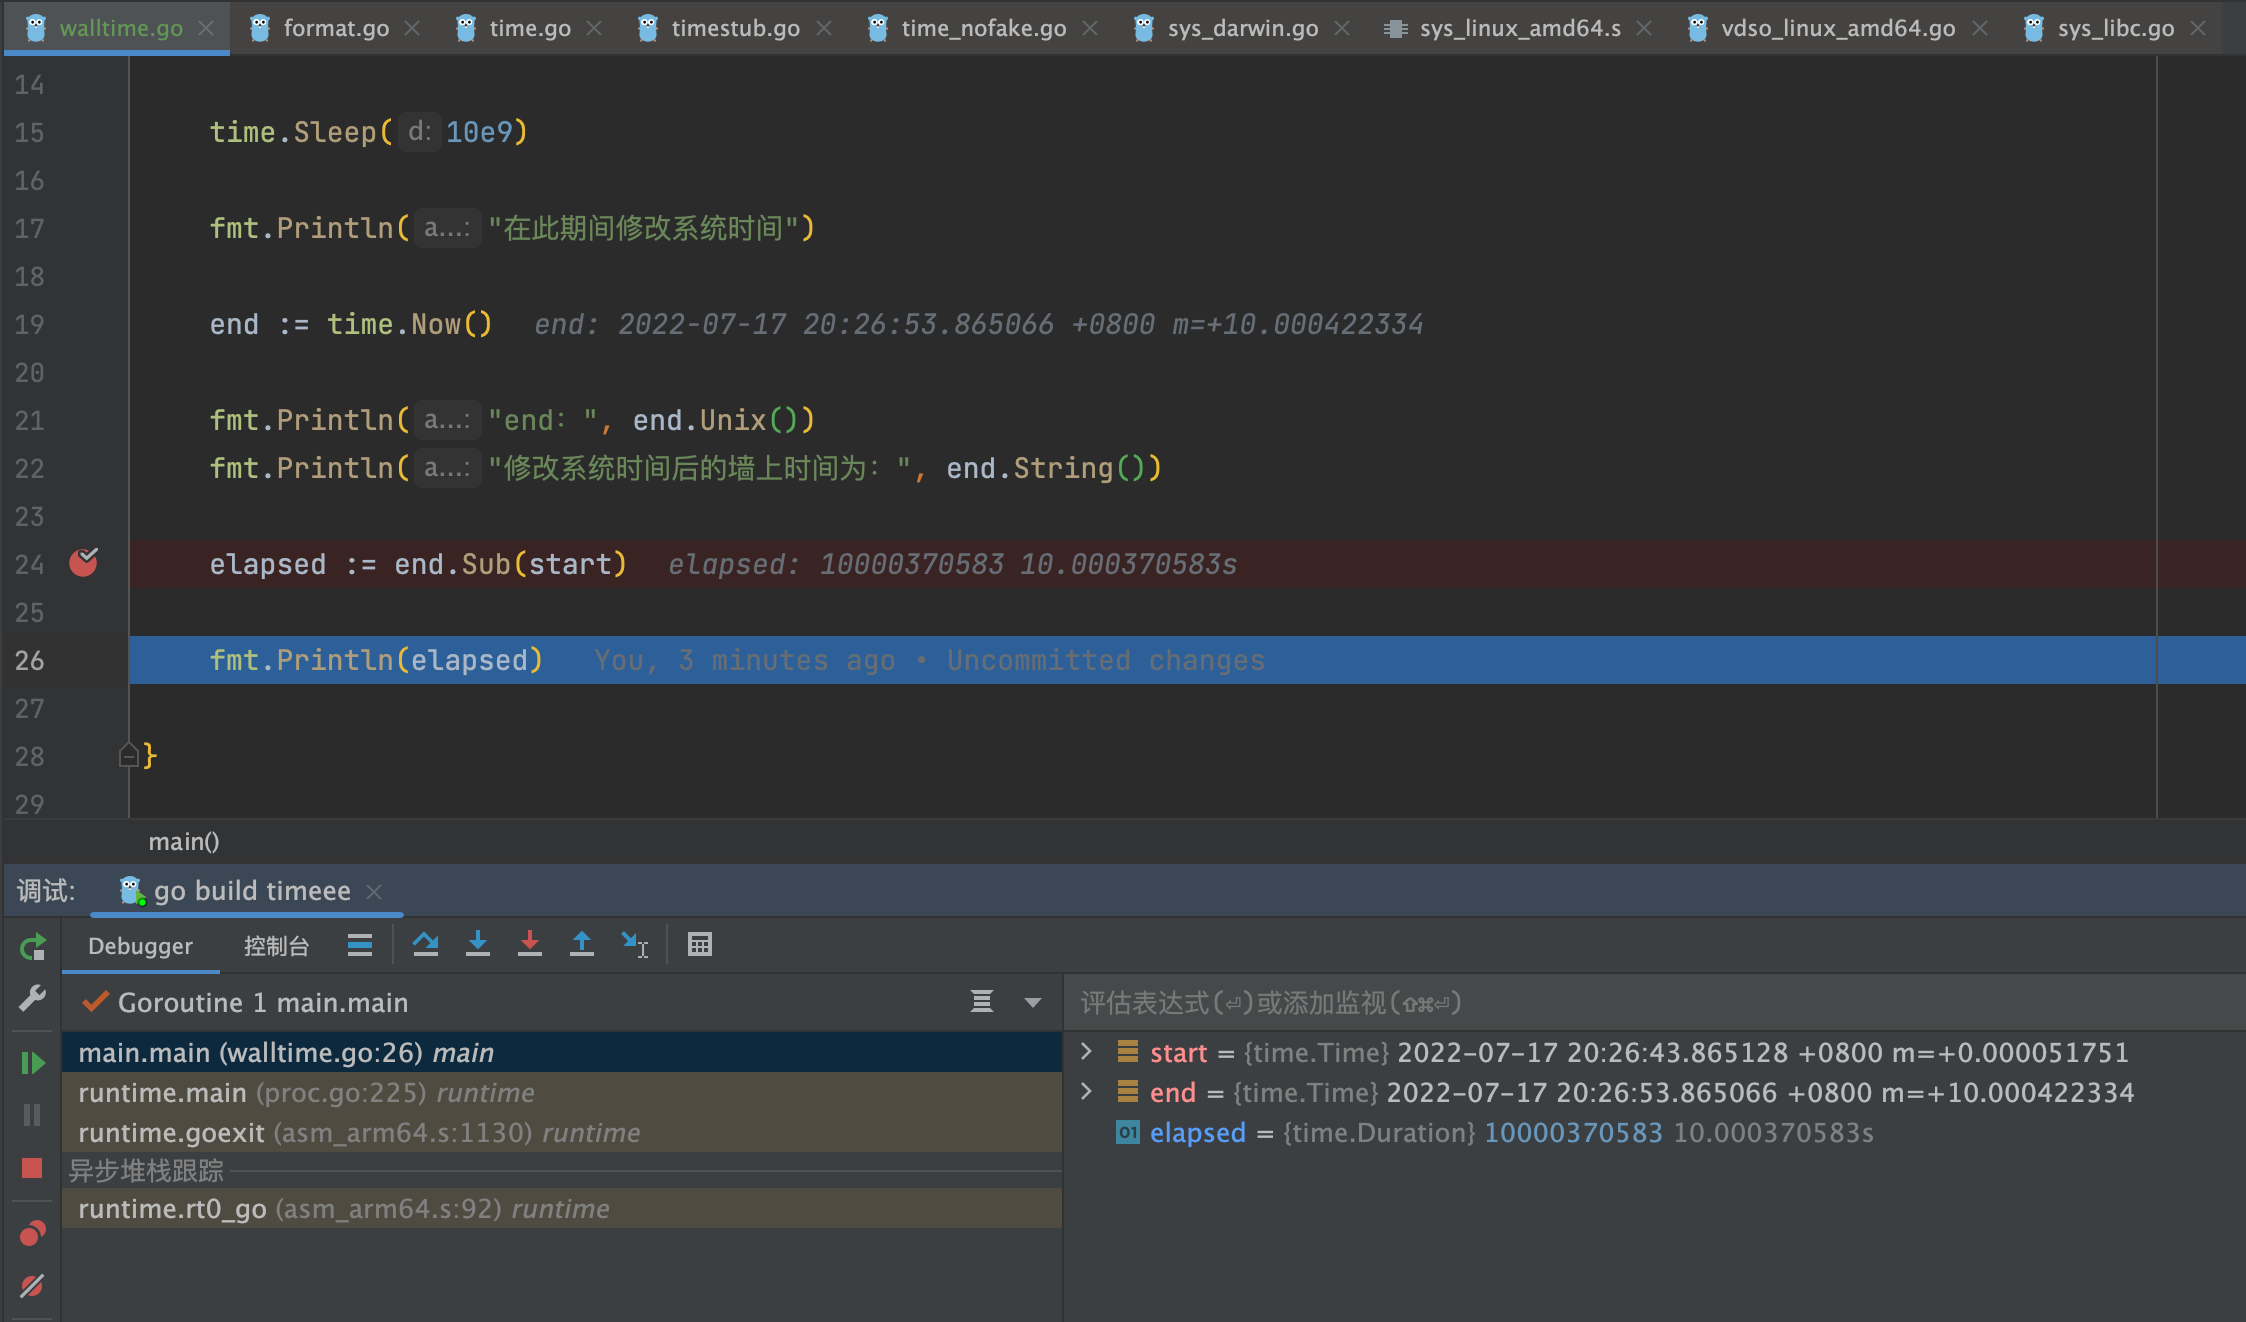 walltime.go format.go time.go timestub.go time_nofake.go sys_darwin.go sys_linux_amd64.s vdso_linux_amd64.go sys_libc.go
14
15 time.Sleep( d: 10e9)
16
17 fmt.Println( a...: "在此期间修改系统时间")
18
19 end := time.Now() end: 2022-07-17 20:26:53.865066 +0800 m=+10.000422334
20
21 fmt.Println( a...: "end：", end.Unix())
22 fmt.Println( a...: "修改系统时间后的墙上时间为：", end.String())
23
24 elapsed := end.Sub(start) elapsed: 10000370583 10.000370583s
25
26 fmt.Println(elapsed) You, 3 minutes ago • Uncommitted changes
27
28 }
29
main()
调试: go build timeee
Debugger 控制台
Goroutine 1 main.main
评估表达式(⏎)或添加监视(⇧⌘⏎)
main.main (walltime.go:26) main
runtime.main (proc.go:225) runtime
runtime.goexit (asm_arm64.s:1130) runtime
异步堆栈跟踪
runtime.rt0_go (asm_arm64.s:92) runtime
start = {time.Time} 2022-07-17 20:26:43.865128 +0800 m=+0.000051751
end = {time.Time} 2022-07-17 20:26:53.865066 +0800 m=+10.000422334
01 elapsed = {time.Duration} 10000370583 10.000370583s